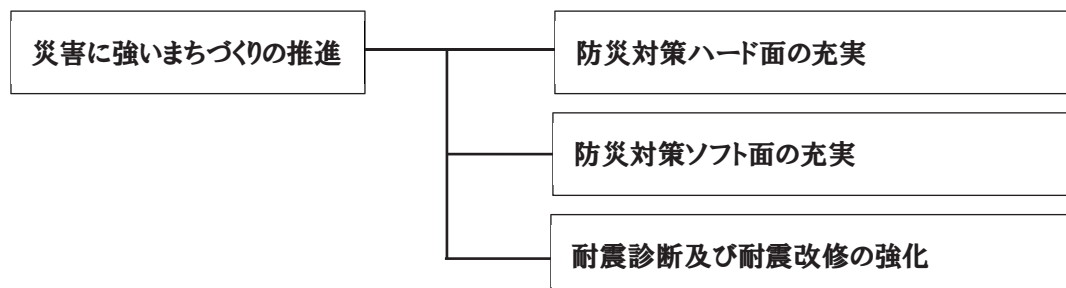 災害に強いまちづくりの推進
防災対策ハード面の充実
防災対策ソフト面の充実
耐震診断及び耐震改修の強化